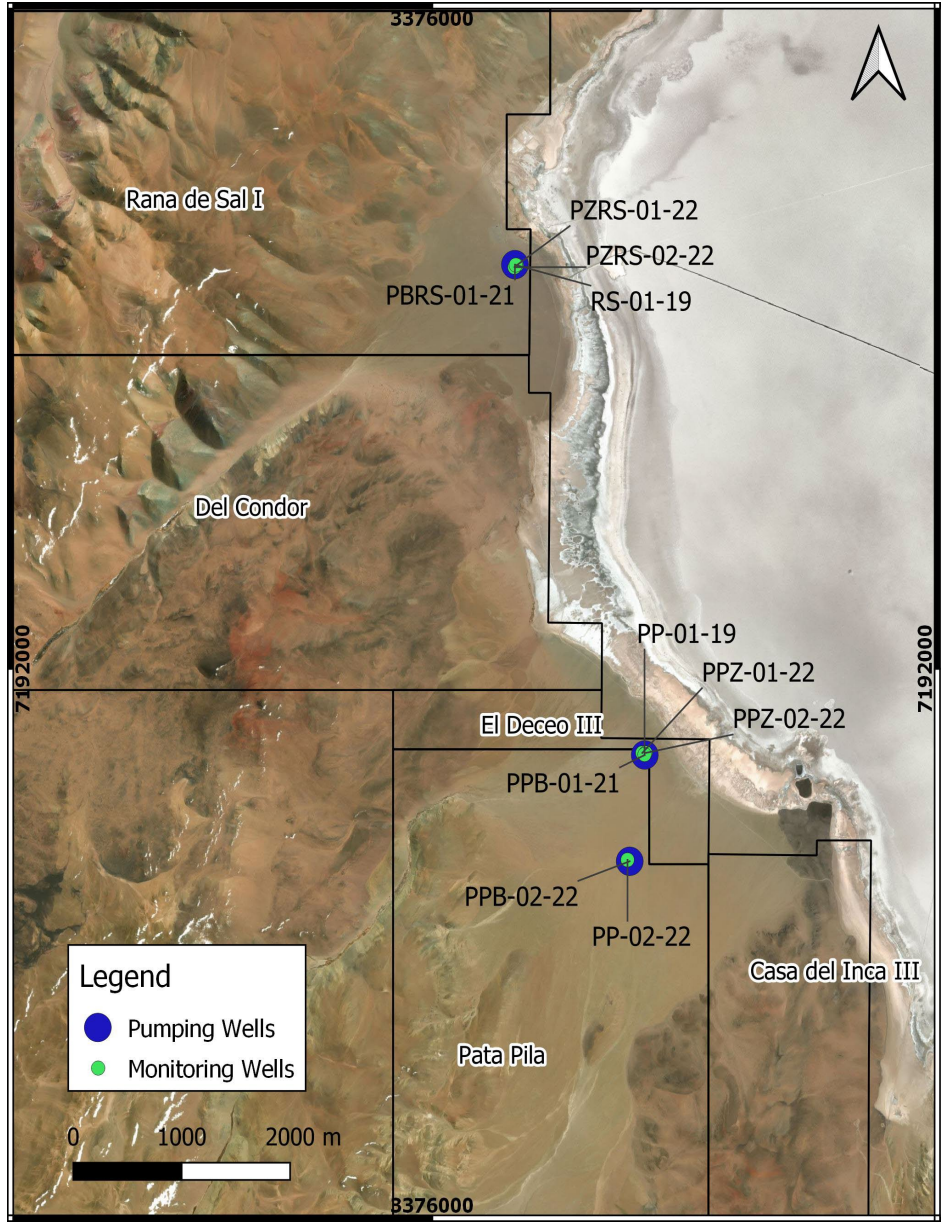 3376000
Rana de Sal I
PZRS-01-22
PZRS-02-22
PBRS-01-21
RS-01-19
Del Condor
7192000
7192000
PP-01-19
PPZ-01-22
PPZ-02-22
El Deceo III
PPB-01-21
PPB-02-22
PP-02-22
Casa del Inca III
Legend
Pumping Wells
Monitoring Wells
Pata Pila
0 1000 2000 m
3376000